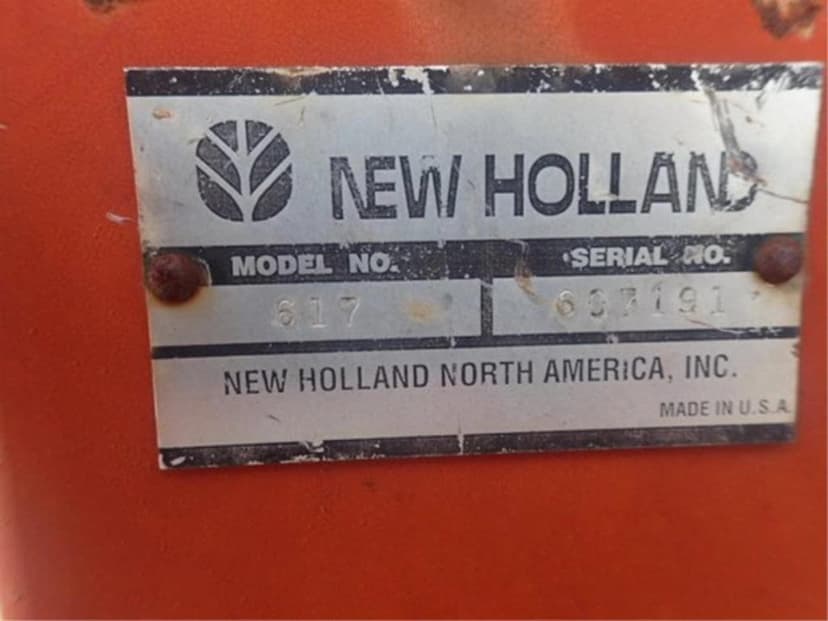 NEW HOLLAND
MODEL NO. SERIAL NO.
617
NEW HOLLAND NORTH AMERICA, INC.
MADE IN U.S.A.